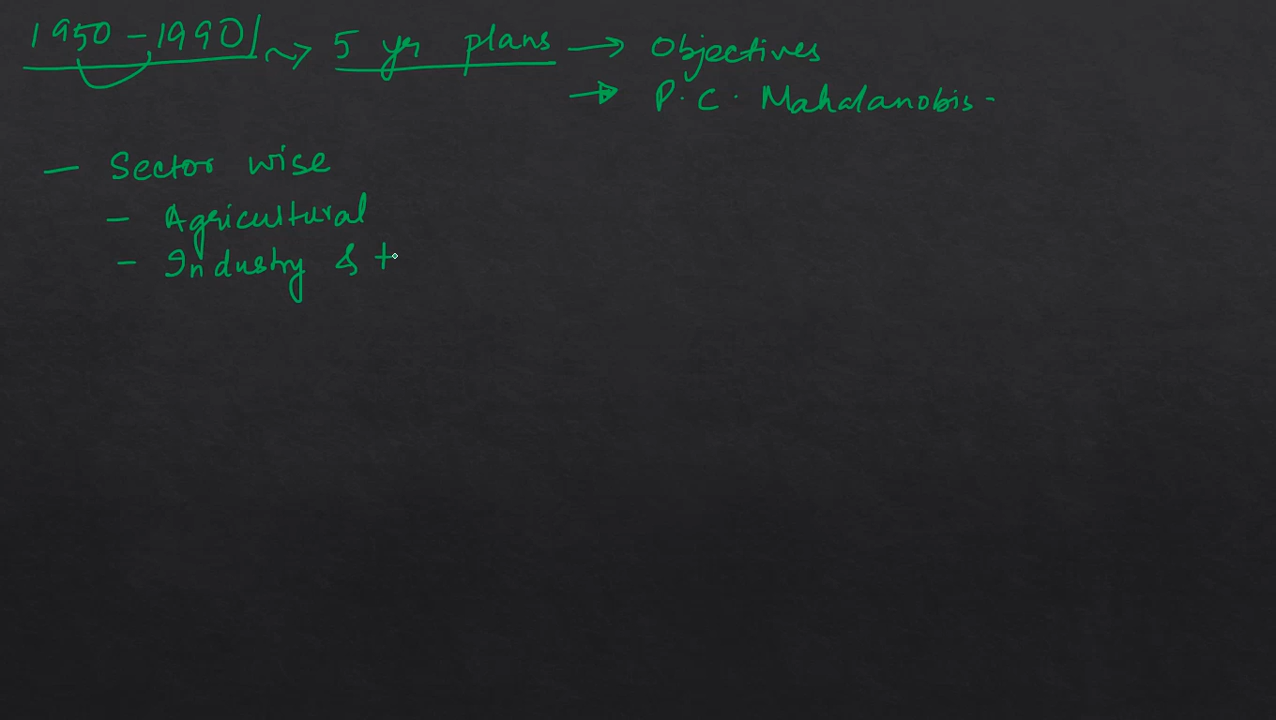 1950 - 1990 ~> 5 yr plans → Objectives
→ P.C. Mahalanobis -
- Sector wise
- Agricultural
- Industry & t